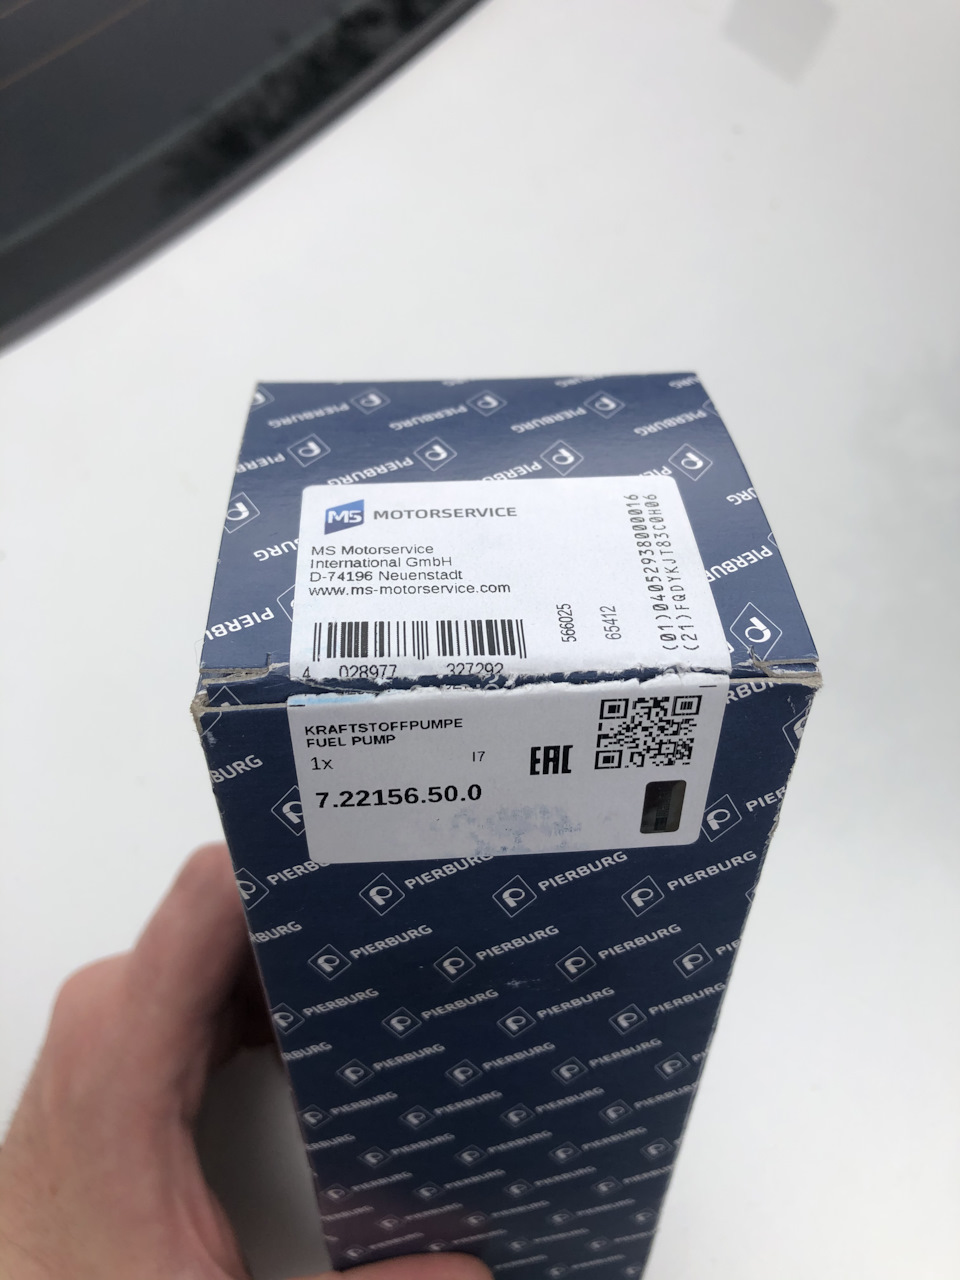 MS MOTORSERVICE
MS Motorservice
International GmbH
D-74196 Neuenstadt
www.ms-motorservice.com
4 028977 327292
566025
65412
(01)04052938000016
(21)FQDYKJT83C0H06
KRAFTSTOFFPUMPE
FUEL PUMP
1x
I7
EAC
7.22156.50.0
PIERBURG